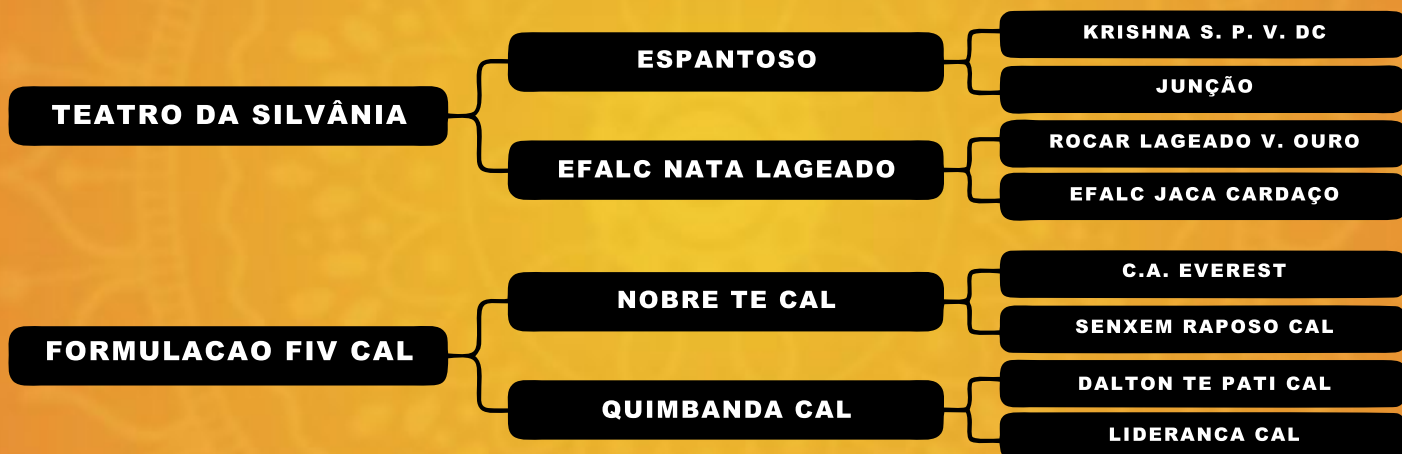 KRISHNA S. P. V. DC
ESPANTOSO
JUNÇÃO
TEATRO DA SILVÂNIA
ROCAR LAGEADO V. OURO
EFALC NATA LAGEADO
EFALC JACA CARDAÇO
C.A. EVEREST
NOBRE TE CAL
SENXEM RAPOSO CAL
FORMULACAO FIV CAL
DALTON TE PATI CAL
QUIMBANDA CAL
LIDERANCA CAL